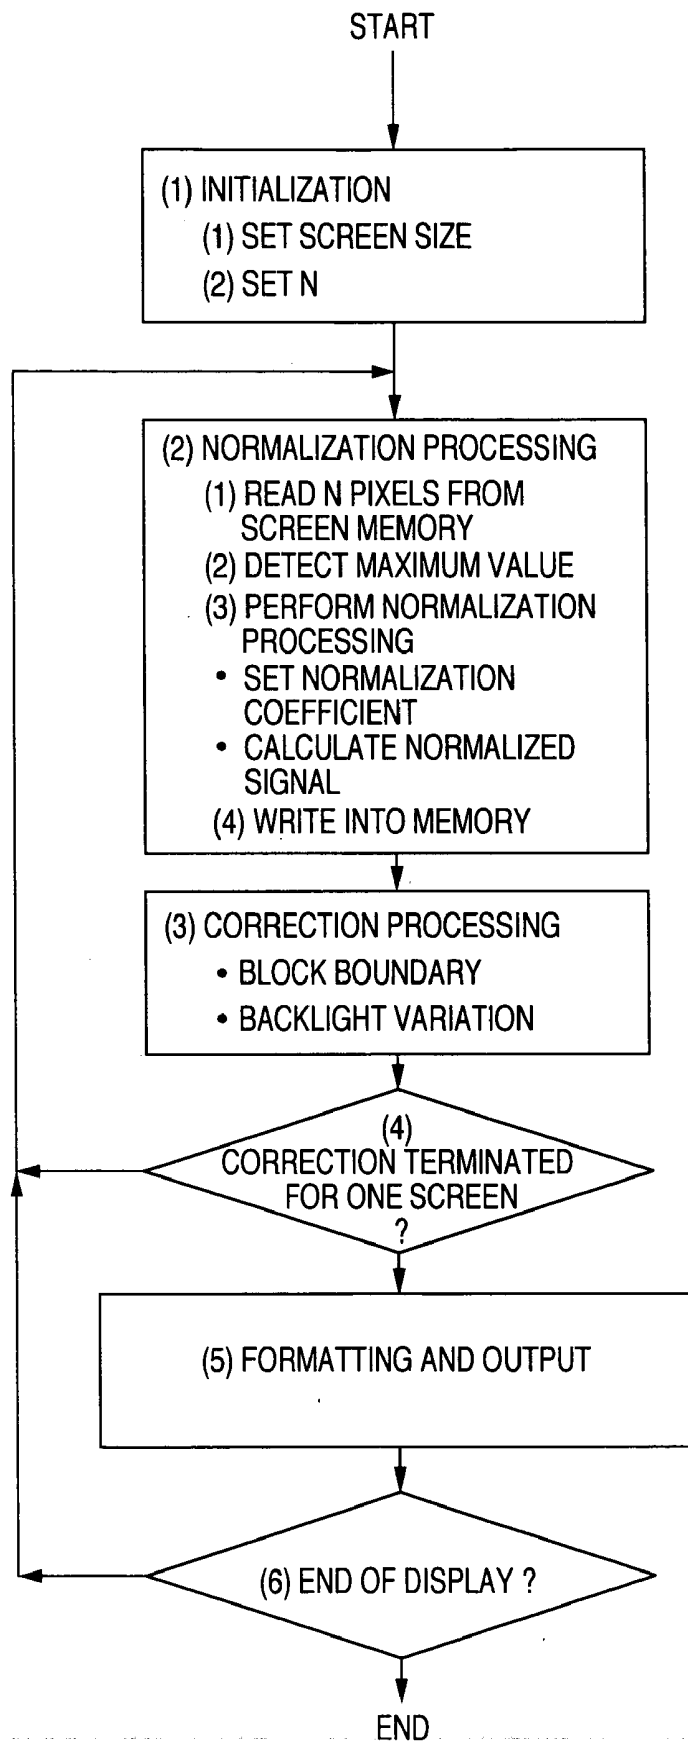 START
(1) INITIALIZATION
(1) SET SCREEN SIZE
(2) SET N
(2) NORMALIZATION PROCESSING
(1) READ N PIXELS FROM
SCREEN MEMORY
(2) DETECT MAXIMUM VALUE
(3) PERFORM NORMALIZATION
PROCESSING
• SET NORMALIZATION
COEFFICIENT
• CALCULATE NORMALIZED
SIGNAL
(4) WRITE INTO MEMORY
(3) CORRECTION PROCESSING
• BLOCK BOUNDARY
• BACKLIGHT VARIATION
(4)
CORRECTION TERMINATED
FOR ONE SCREEN
?
(5) FORMATTING AND OUTPUT
(6) END OF DISPLAY ?
END